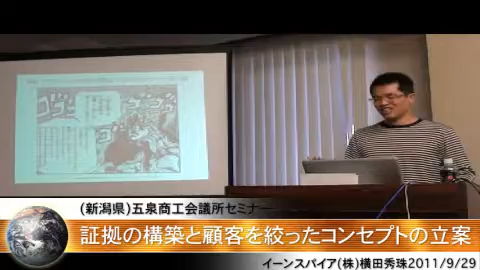 (新潟県)五泉商工会議所セミナー
証拠の構築と顧客を絞ったコンセプトの立案
イーンスパイア(株)横田秀珠2011/9/29